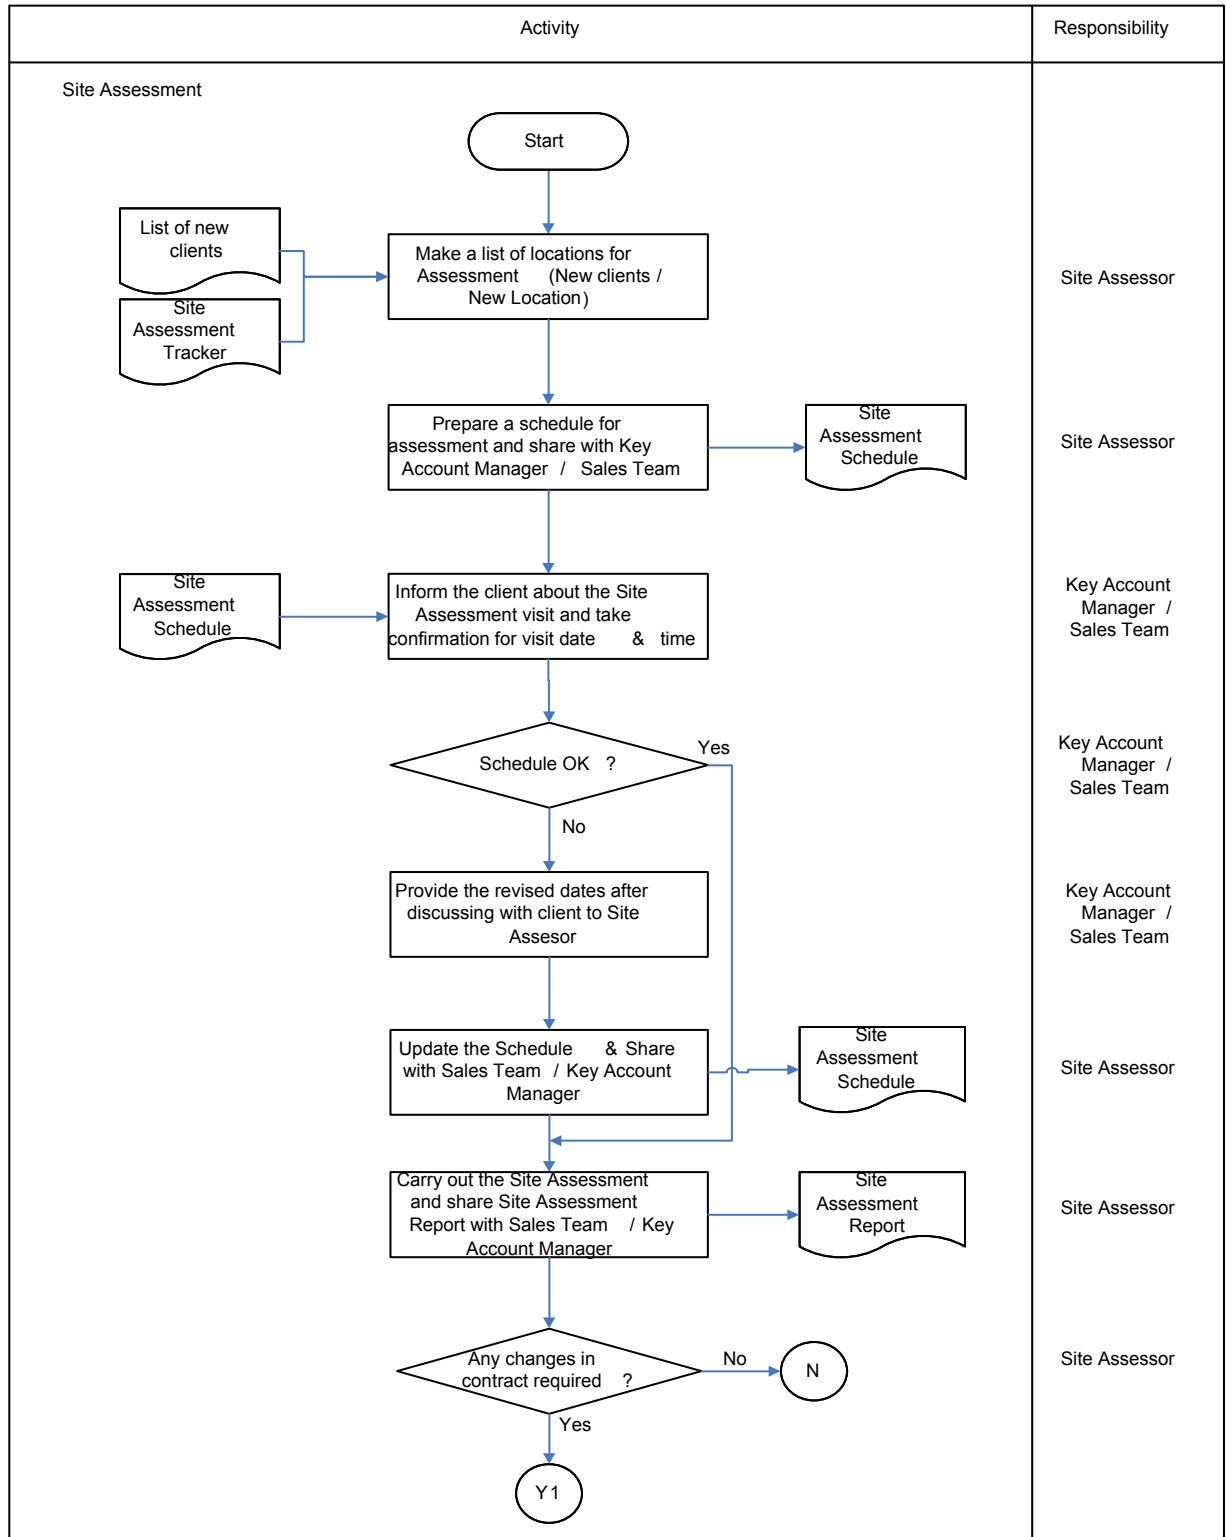 Activity
Responsibility
Site Assessment
Start
List of new
clients
Make a list of locations for
Assessment (New clients /
New Location)
Site Assessor
Site
Assessment
Tracker
Prepare a schedule for
assessment and share with Key
Account Manager / Sales Team
Site
Assessment
Schedule
Site Assessor
Site
Assessment
Schedule
Inform the client about the Site
Assessment visit and take
confirmation for visit date & time
Key Account
Manager /
Sales Team
Schedule OK ?
Yes
Key Account
Manager /
Sales Team
No
Provide the revised dates after
discussing with client to Site
Assesor
Key Account
Manager /
Sales Team
Update the Schedule & Share
with Sales Team / Key Account
Manager
Site
Assessment
Schedule
Site Assessor
Carry out the Site Assessment
and share Site Assessment
Report with Sales Team / Key
Account Manager
Site
Assessment
Report
Site Assessor
Any changes in
contract required ?
No
N
Site Assessor
Yes
Y1